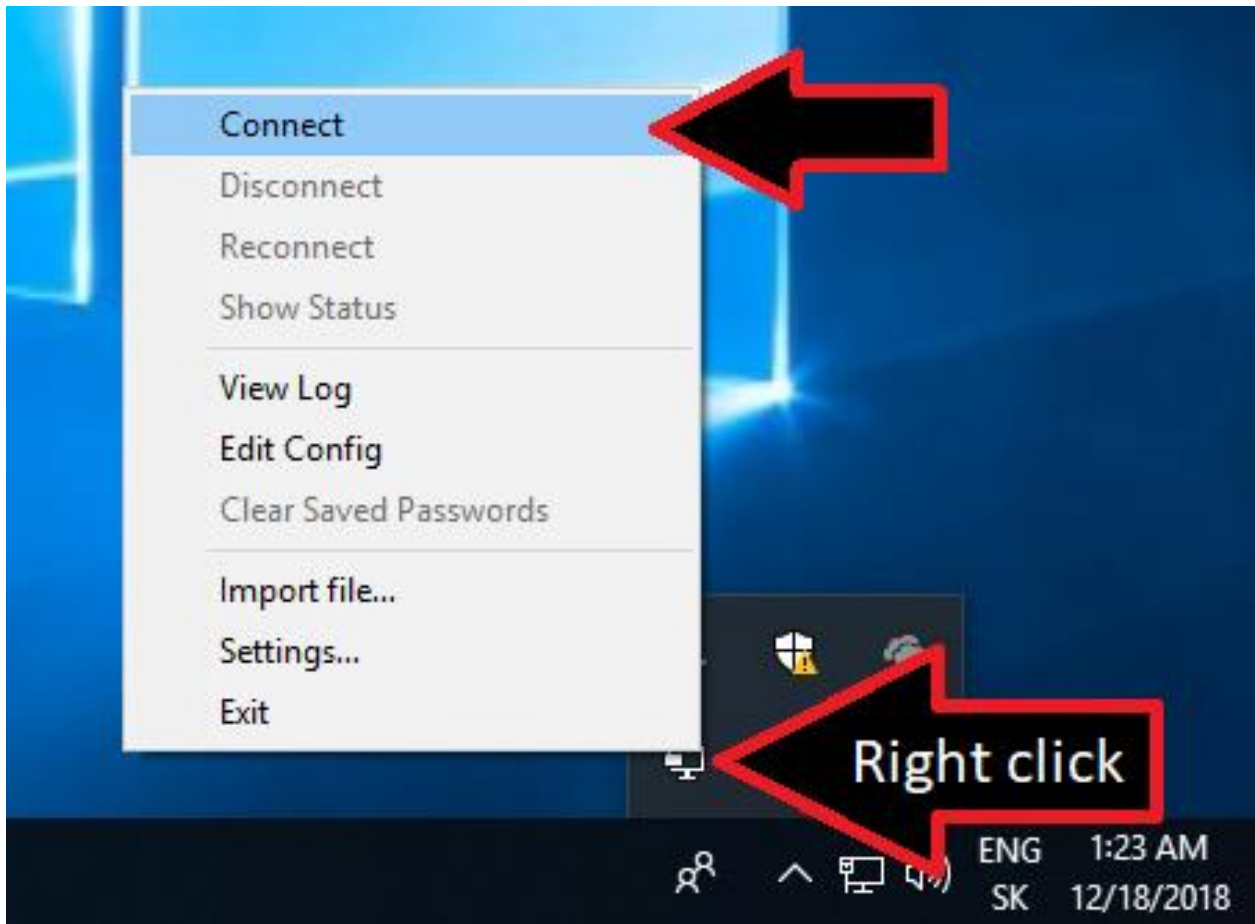 Connect
Disconnect
Reconnect
Show Status
View Log
Edit Config
Clear Saved Passwords
Import file...
Settings...
Exit
Right click
ENG 1:23 AM
SK 12/18/2018